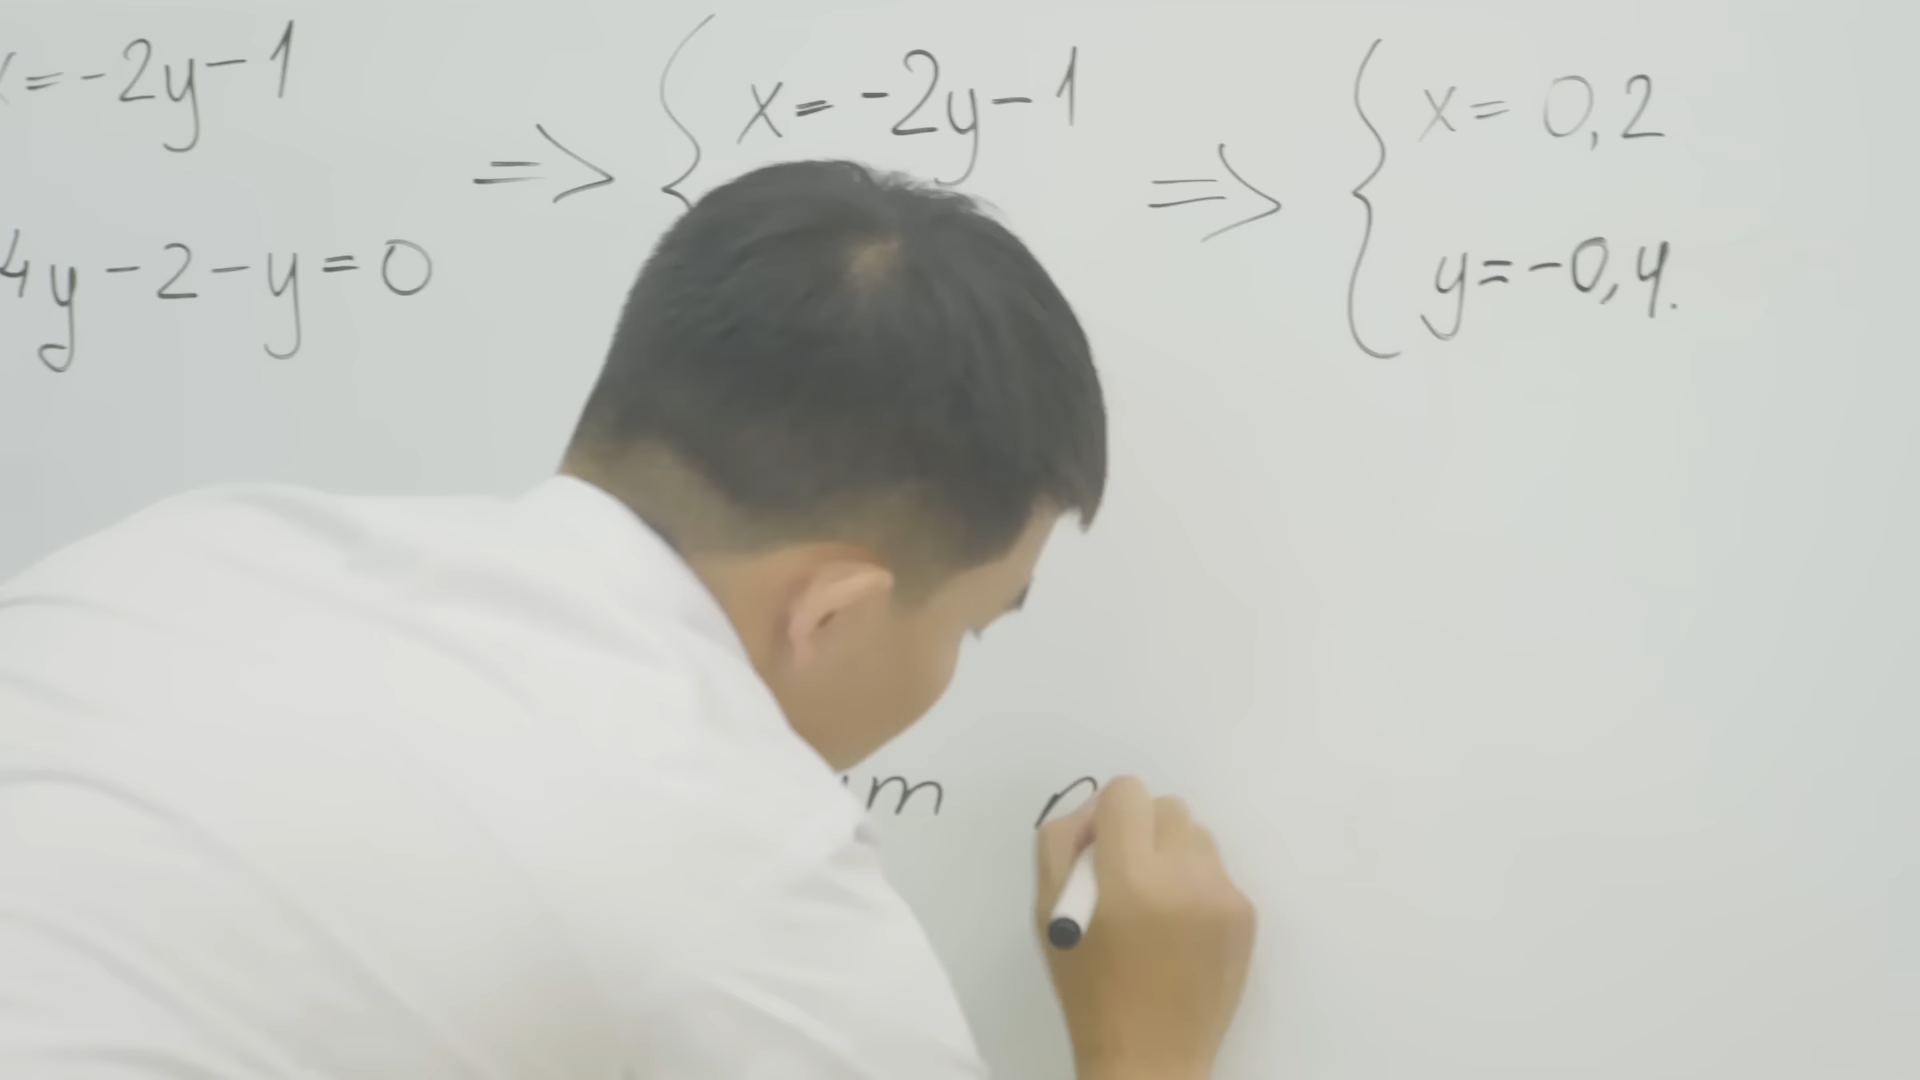 x=-2y-1 => { x=-2y-1 => { x= 0,2
4y-2-y=0 y=-0,4.